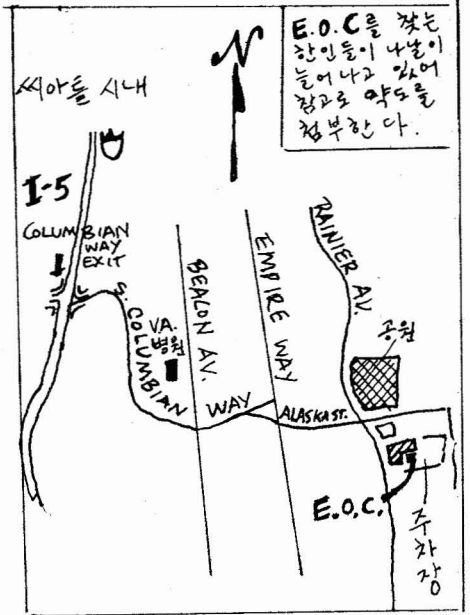 E.O.C를 찾는
한인들이 나날이
늘어나고 있어
참고로 약도를
첨부한다.
N
씨아틀 시내
I-5
COLUMBIAN
WAY
EXIT
S. COLUMBIAN WAY
V.A.
병원
BEACON AV.
EMPIRE WAY
RAINIER AV.
공원
ALASKA ST.
E.O.C.
주차장